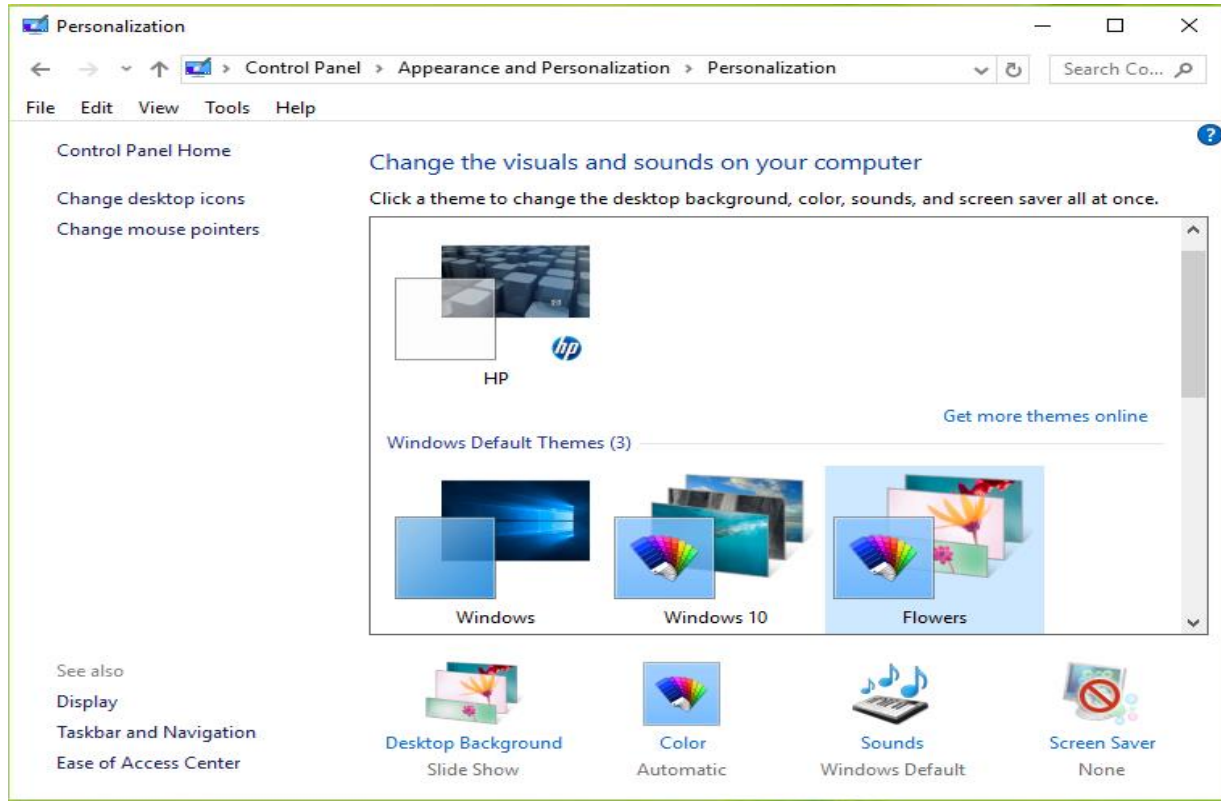 Personalization
Control Panel > Appearance and Personalization > Personalization
Search Co...
File Edit View Tools Help
?
Control Panel Home
Change desktop icons
Change mouse pointers
Change the visuals and sounds on your computer
Click a theme to change the desktop background, color, sounds, and screen saver all at once.
hp
HP
Get more themes online
Windows Default Themes (3)
Windows Windows 10 Flowers
See also
Display
Taskbar and Navigation
Ease of Access Center
Desktop Background Color Sounds Screen Saver
Slide Show Automatic Windows Default None